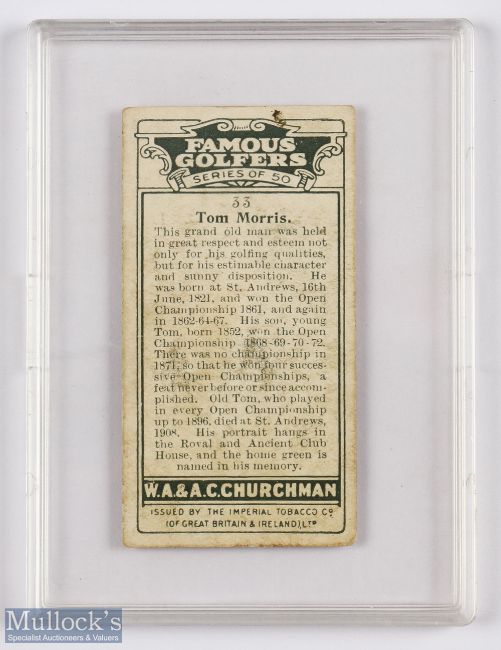 FAMOUS
GOLFERS
SERIES OF 50
33
Tom Morris.
This grand old man was held
in great respect and esteem not
only for his golfing qualities,
but for his estimable character
and sunny disposition. He
was born at St. Andrews, 16th
June, 1821, and won the Open
Championship 1861, and again
in 1862-64-67. His son, young
Tom, born 1852, won the Open
Championship 1868-69-70-72.
There was no championship in
1871, so that he won four succes-
sive Open Championships, a
feat never before or since accom-
plished. Old Tom, who played
in every Open Championship
up to 1896, died at St. Andrews,
1908. His portrait hangs in
the Royal and Ancient Club
House, and the home green is
named in his memory.
W.A.& A.C.CHURCHMAN
ISSUED BY THE IMPERIAL TOBACCO CO
(OF GREAT BRITAIN & IRELAND), LTD
Mullock's
Specialist Auctioneers & Valuers